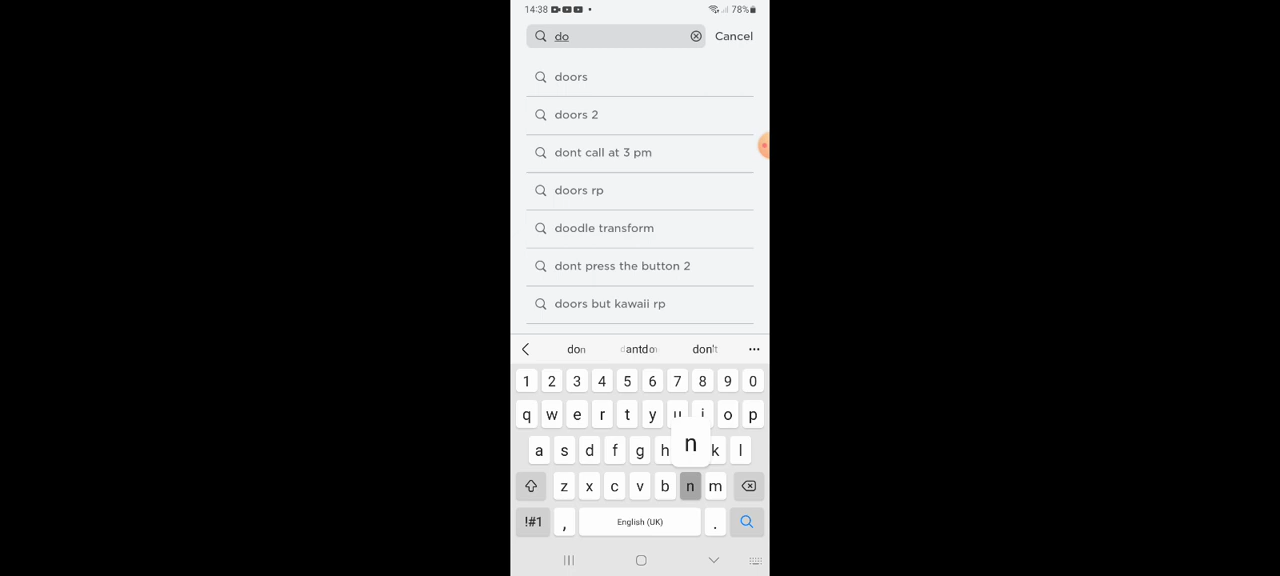 14:38 78%
do Cancel
doors
doors 2
dont call at 3 pm
doors rp
doodle transform
dont press the button 2
doors but kawaii rp
don don't
1 2 3 4 5 6 7 8 9 0
q w e r t y u i o p
a s d f g h n k l
z x c v b n m
!#1 , English (UK) .